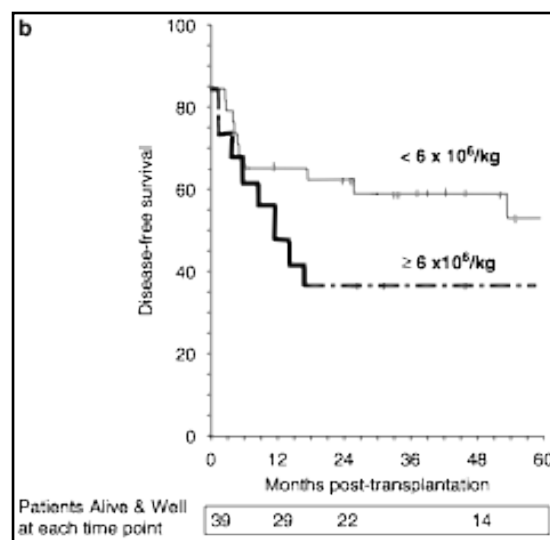 b
100
80
60
40
20
0
Disease-free survival
< 6 x 10⁶/kg
≥ 6 x10⁶/kg
0 12 24 36 48 60
Months post-transplantation
Patients Alive & Well
at each time point
39 29 22 14